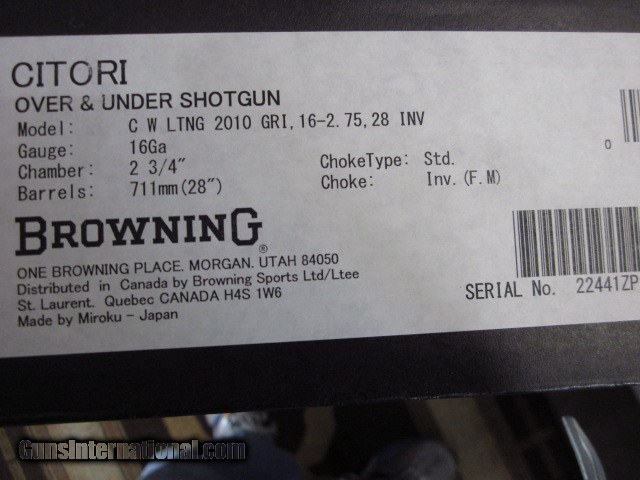 CITORI
OVER & UNDER SHOTGUN
Model: C W LTNG 2010 GRI, 16-2.75, 28 INV
Gauge: 16Ga
Chamber: 2 3/4" ChokeType: Std.
Barrels: 711mm(28") Choke: Inv.(F.M)
0
BROWNING®
ONE BROWNING PLACE. MORGAN. UTAH 84050
Distributed in Canada by Browning Sports Ltd/Ltee
St. Laurent. Quebec CANADA H4S 1W6
Made by Miroku - Japan
SERIAL No. 22441ZP
GunsInternational.com